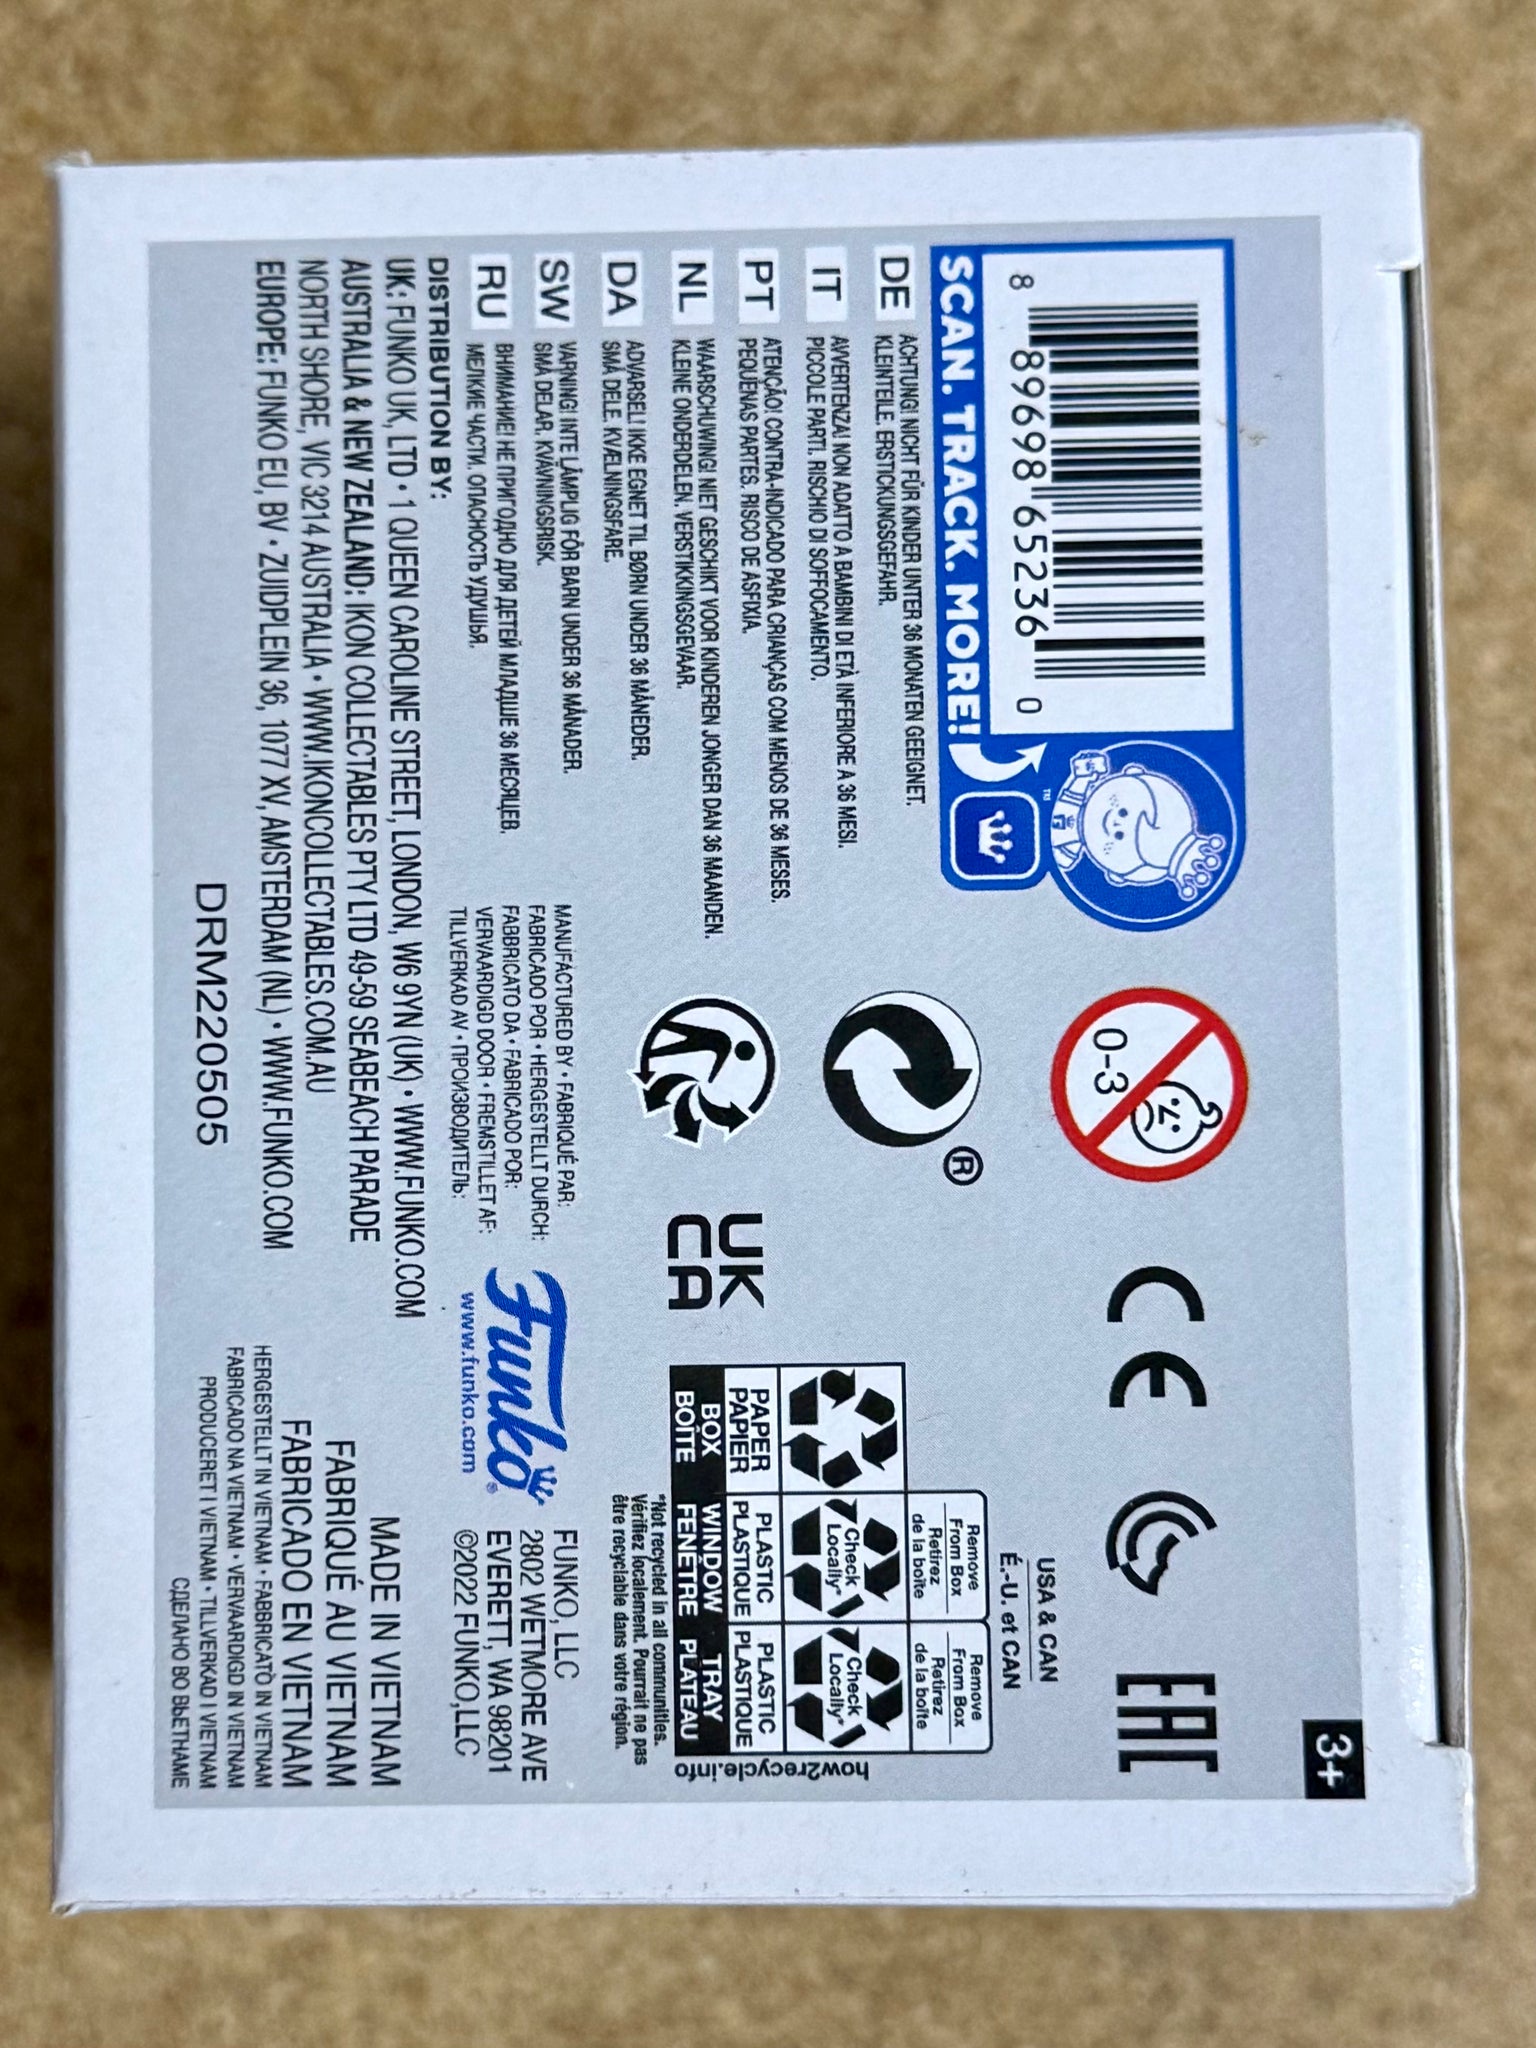 3+
8 89698 65236 0
SCAN. TRACK. MORE!
TM
0-3
CE
EAC
DE ACHTUNG! NICHT FÜR KINDER UNTER 36 MONATEN GEEIGNET.
KLEINTEILE. ERSTICKUNGSGEFAHR.
IT AVVERTENZA! NON ADATTO A BAMBINI DI ETÀ INFERIORE A 36 MESI.
PICCOLE PARTI. RISCHIO DI SOFFOCAMENTO.
PT ATENÇÃO! CONTRA-INDICADO PARA CRIANÇAS COM MENOS DE 36 MESES.
PEQUENAS PARTES. RISCO DE ASFIXIA.
NL WAARSCHUWING! NIET GESCHIKT VOOR KINDEREN JONGER DAN 36 MAANDEN.
KLEINE ONDERDELEN. VERSTIKKINGSGEVAAR.
DA ADVARSEL! IKKE EGNET TIL BØRN UNDER 36 MÅNEDER.
SMÅ DELE. KVÆLNINGSFARE.
SW VARNING! INTE LÄMPLIG FÖR BARN UNDER 36 MÅNADER.
SMÅ DELAR. KVÄVNINGSRISK.
RU ВНИМАНИЕ! НЕ ПРИГОДНО ДЛЯ ДЕТЕЙ МЛАДШЕ 36 МЕСЯЦЕВ.
МЕЛКИЕ ЧАСТИ. ОПАСНОСТЬ УДУШЬЯ.
®
UK
CA
USA & CAN
É.-U. et CAN
Remove From Box
Retirez de la boîte
Remove From Box
Retirez de la boîte
Check Locally*
Check Locally*
PAPER PAPIER
PLASTIC PLASTIQUE
PLASTIC PLASTIQUE
BOX BOÎTE
WINDOW FENÊTRE
TRAY PLATEAU
how2recycle.info
*Not recycled in all communities.
Vérifiez localement. Pourrait ne pas
être recyclable dans votre région.
MANUFACTURED BY • FABRIQUÉ PAR:
FABRICADO POR • HERGESTELLT DURCH:
FABBRICATO DA • FABRICADO POR:
VERVAARDIGD DOOR • FREMSTILLET AF:
TILLVERKAD AV • ПРОИЗВОДИТЕЛЬ:
Funko®
www.funko.com
FUNKO, LLC
2802 WETMORE AVE
EVERETT, WA 98201
©2022 FUNKO,LLC
DISTRIBUTION BY:
UK: FUNKO UK, LTD • 1 QUEEN CAROLINE STREET, LONDON, W6 9YN (UK) • WWW.FUNKO.COM
AUSTRALIA & NEW ZEALAND: IKON COLLECTABLES PTY LTD 49-59 SEABEACH PARADE
NORTH SHORE, VIC 3214 AUSTRALIA • WWW.IKONCOLLECTABLES.COM.AU
EUROPE: FUNKO EU, BV • ZUIDPLEIN 36, 1077 XV, AMSTERDAM (NL) • WWW.FUNKO.COM
DRM220505
MADE IN VIETNAM
FABRIQUÉ AU VIETNAM
FABRICADO EN VIETNAM
HERGESTELLT IN VIETNAM • FABBRICATO IN VIETNAM
FABRICADO NA VIETNAM • VERVAARDIGD IN VIETNAM
PRODUCERET I VIETNAM • TILLVERKAD I VIETNAM
СДЕЛАНО ВО ВЬЕТНАМЕ